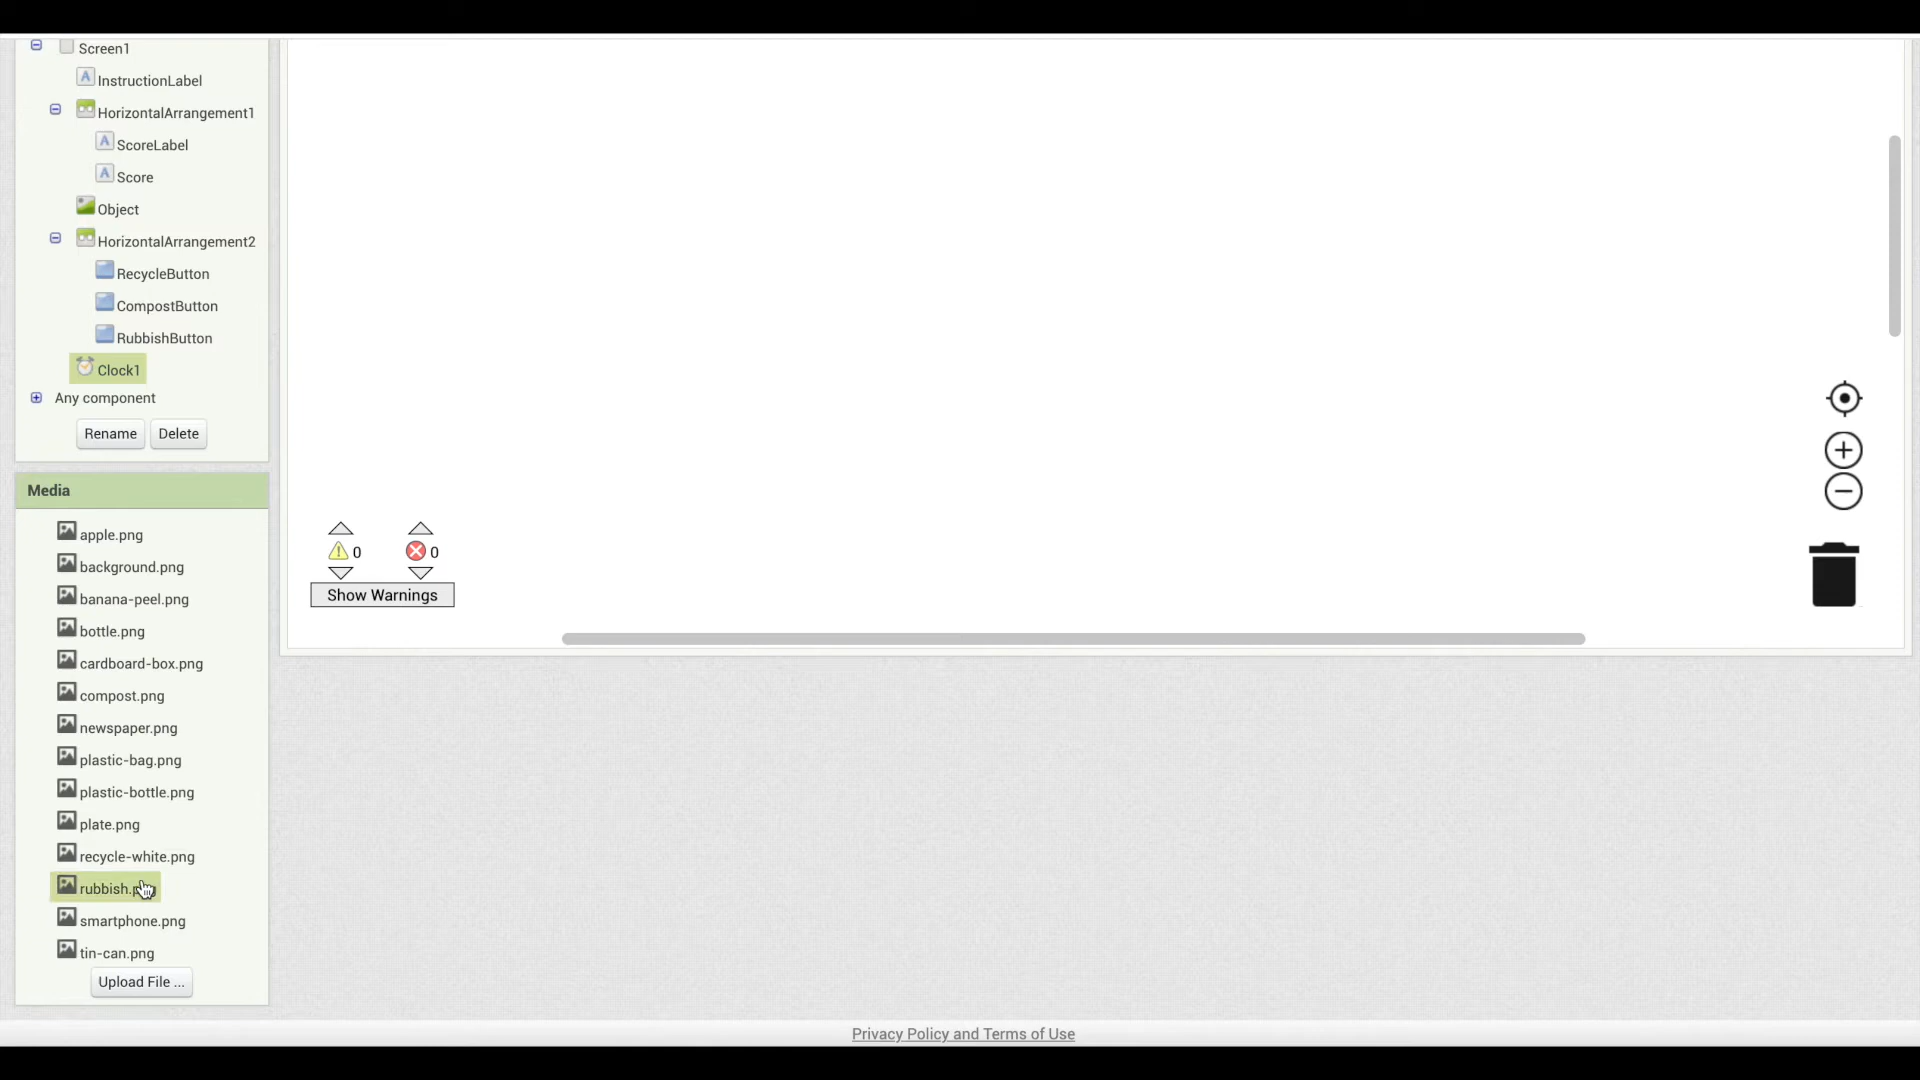 Screen1
A InstructionLabel
HorizontalArrangement1
A ScoreLabel
A Score
Object
HorizontalArrangement2
RecycleButton
CompostButton
RubbishButton
Clock1
Any component
Rename Delete
Media
apple.png
background.png
banana-peel.png
bottle.png
cardboard-box.png
compost.png
newspaper.png
plastic-bag.png
plastic-bottle.png
plate.png
recycle-white.png
rubbish.png
smartphone.png
tin-can.png
Upload File ...
0 0
Show Warnings
Privacy Policy and Terms of Use